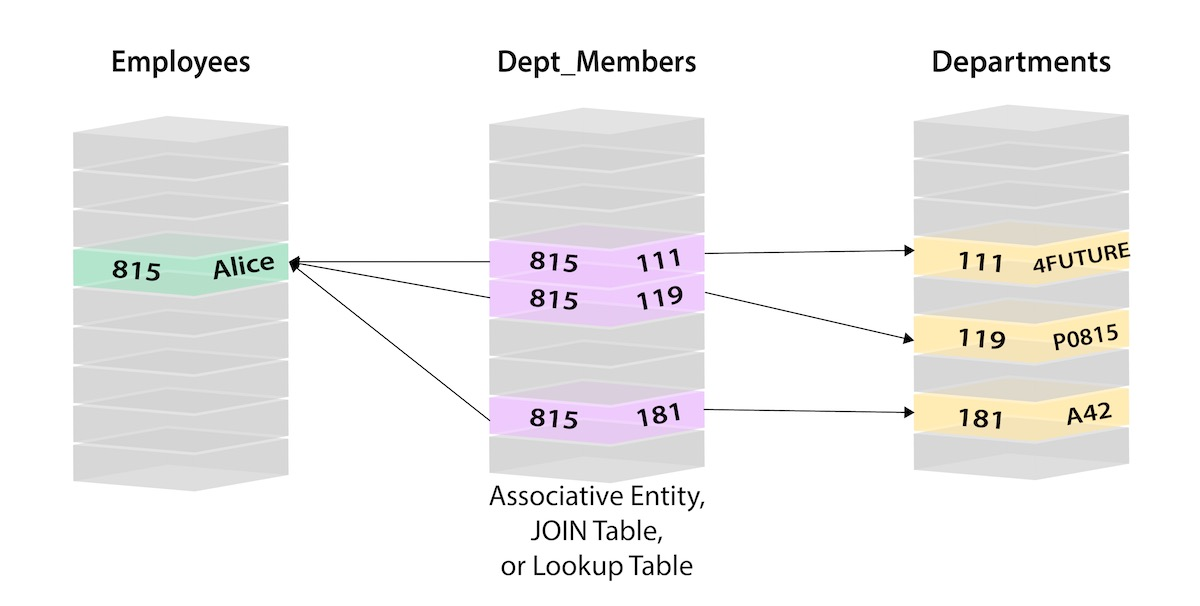 Employees
Dept_Members
Departments
815 Alice
815 111
815 119
815 181
111 4FUTURE
119 P0815
181 A42
Associative Entity,
JOIN Table,
or Lookup Table